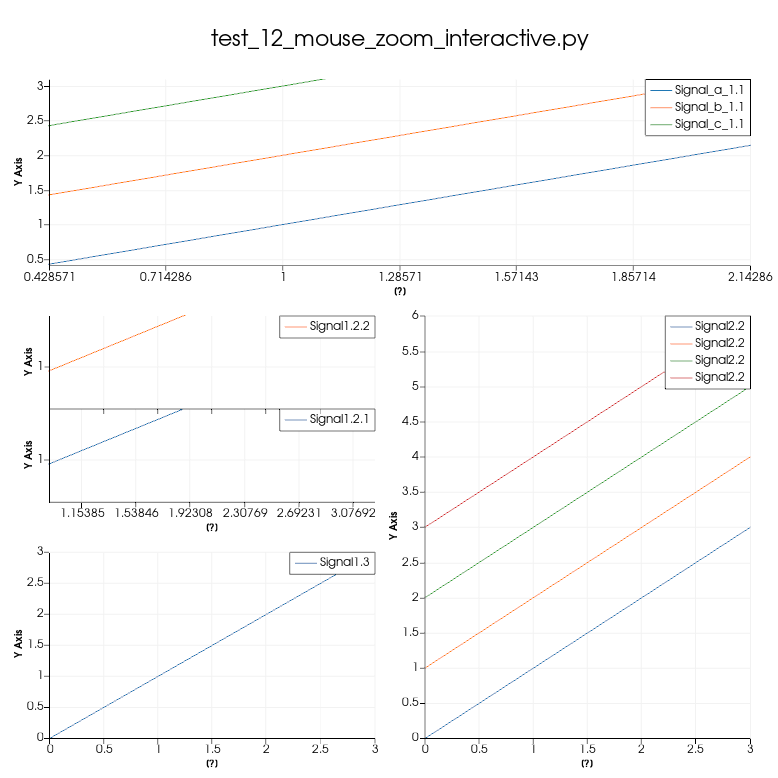 test_12_mouse_zoom_interactive.py
3
2.5
2
1.5
1
0.5
Y Axis
Signal_a_1.1
Signal_b_1.1
Signal_c_1.1
0.428571 0.714286 1 1.28571 1.57143 1.85714 2.14286
(?)
Signal1.2.2
1
Y Axis
Signal1.2.1
1
Y Axis
1.15385 1.53846 1.92308 2.30769 2.69231 3.07692
(?)
Signal1.3
3
2.5
2
1.5
1
0.5
0
Y Axis
0 0.5 1 1.5 2 2.5 3
(?)
6
5.5
5
4.5
4
3.5
3
2.5
2
1.5
1
0.5
0
Y Axis
Signal2.2
Signal2.2
Signal2.2
Signal2.2
0 0.5 1 1.5 2 2.5 3
(?)